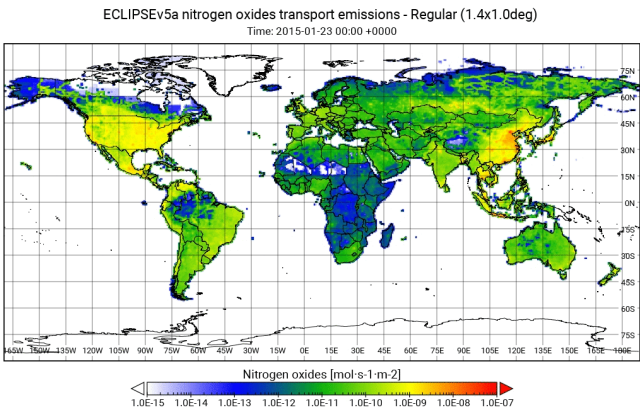 ECLIPSEv5a nitrogen oxides transport emissions - Regular (1.4x1.0deg)
Time: 2015-01-23 00:00 +0000
75N
60N
45N
30N
15N
0N
15S
30S
45S
60S
75S
165W 150W 135W 120W 105W 90W 75W 60W 45W 30W 15W 0E 15E 30E 45E 60E 75E 90E 105E 120E 135E 150E 165E 180E
Nitrogen oxides [mol·s-1·m-2]
1.0E-15 1.0E-14 1.0E-13 1.0E-12 1.0E-11 1.0E-10 1.0E-09 1.0E-08 1.0E-07